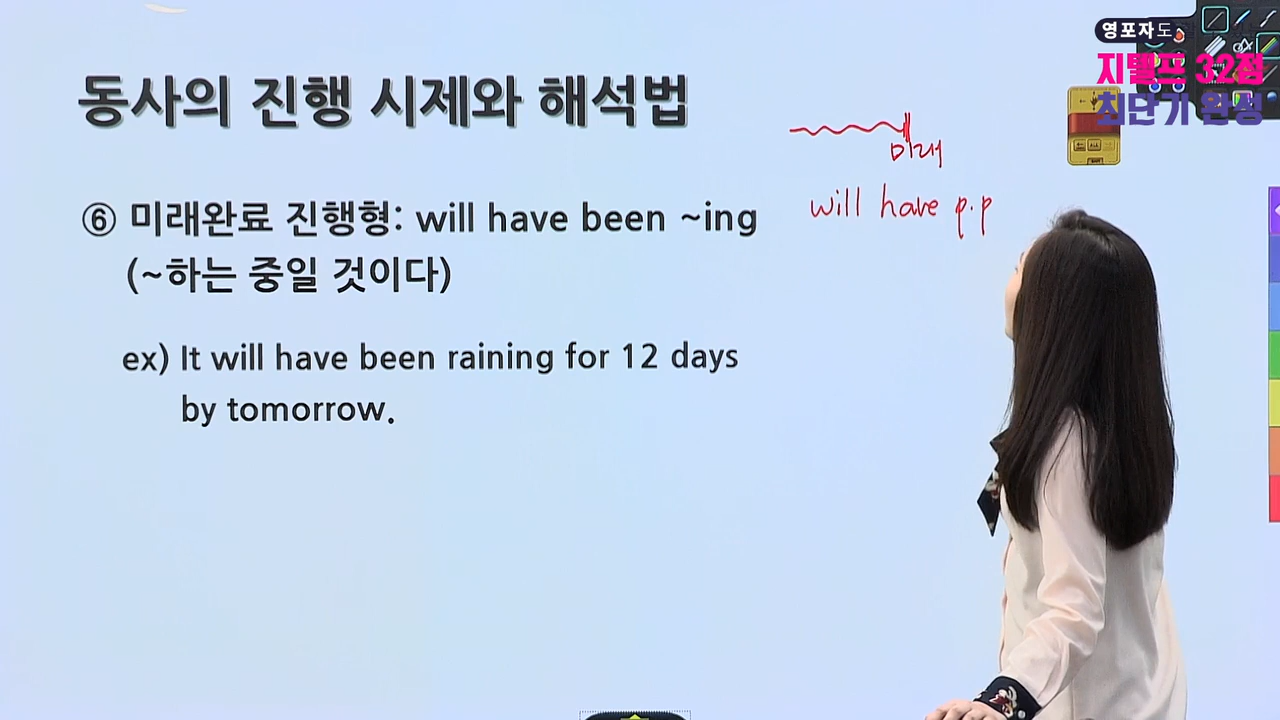 영포자도
지텔프 32점
최단기 완성
동사의 진행 시제와 해석법
미래
⑥ 미래완료 진행형: will have been ~ing
will have p.p
(~하는 중일 것이다)
ex) It will have been raining for 12 days
by tomorrow.